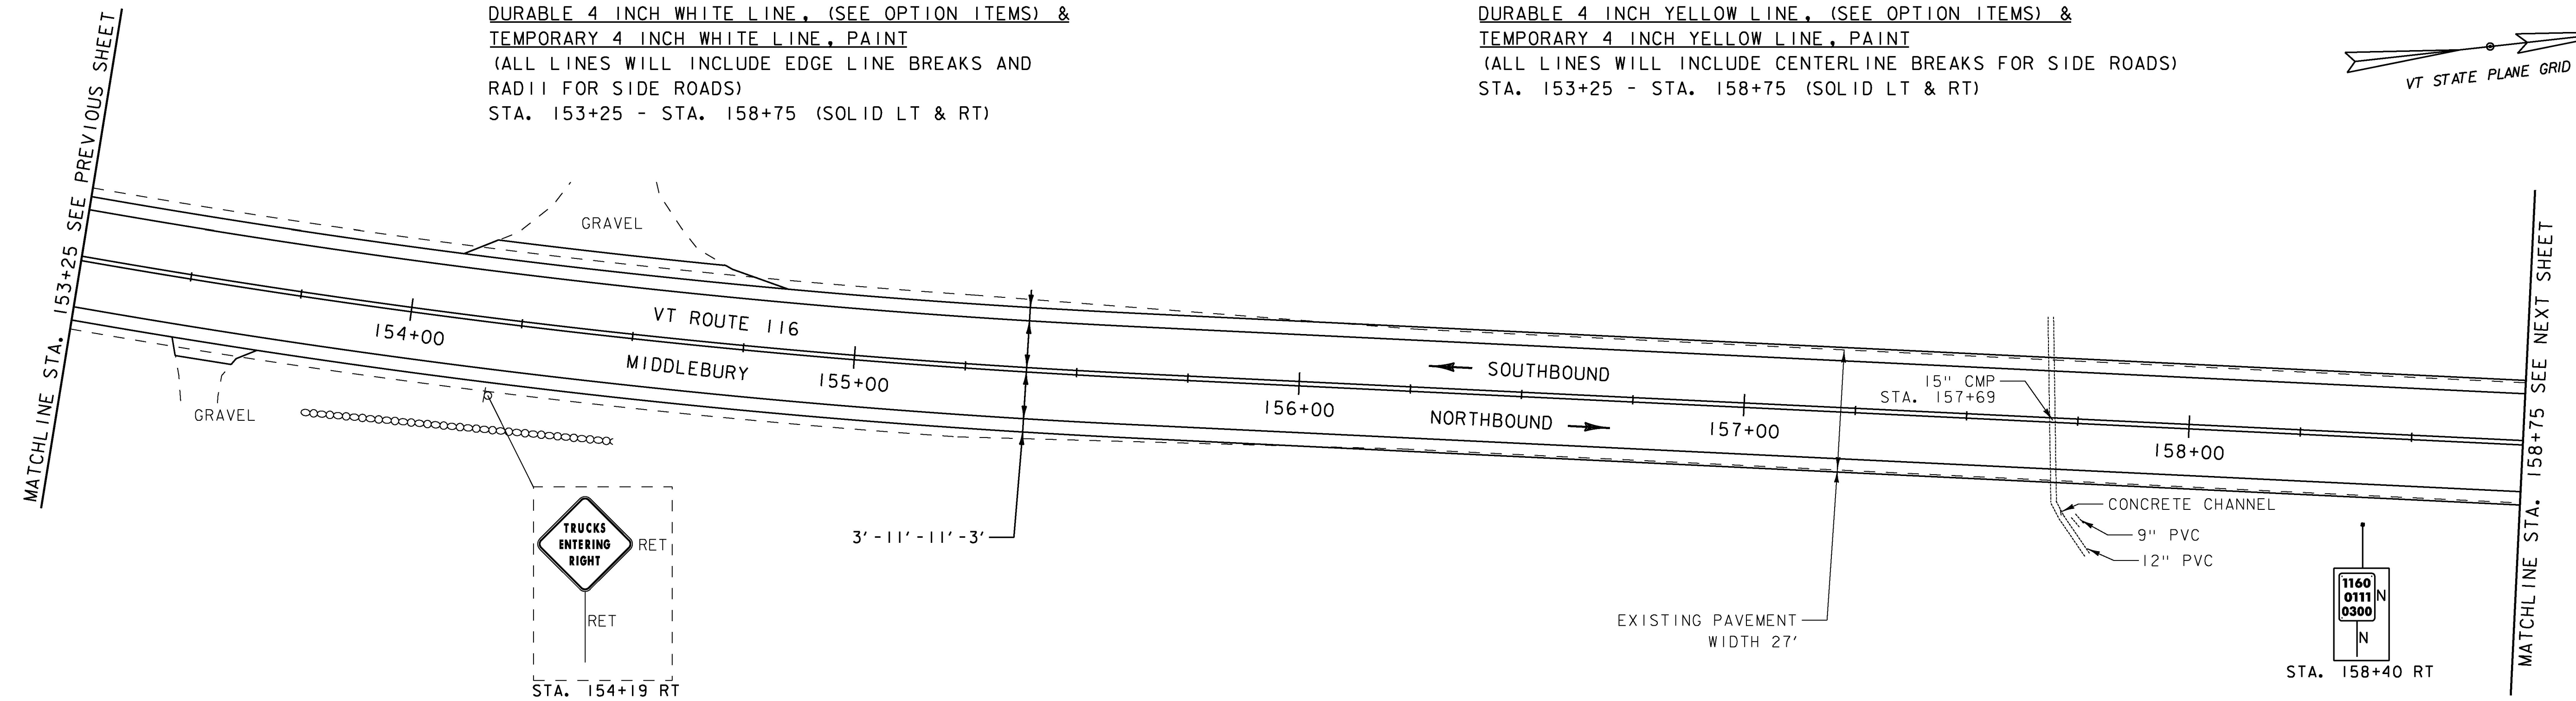 DURABLE 4 INCH WHITE LINE, (SEE OPTION ITEMS) &
TEMPORARY 4 INCH WHITE LINE, PAINT
(ALL LINES WILL INCLUDE EDGE LINE BREAKS AND
RADII FOR SIDE ROADS)
STA. 153+25 - STA. 158+75 (SOLID LT & RT)
DURABLE 4 INCH YELLOW LINE, (SEE OPTION ITEMS) &
TEMPORARY 4 INCH YELLOW LINE, PAINT
(ALL LINES WILL INCLUDE CENTERLINE BREAKS FOR SIDE ROADS)
STA. 153+25 - STA. 158+75 (SOLID LT & RT)
VT STATE PLANE GRID
MATCHLINE STA. 153+25 SEE PREVIOUS SHEET
GRAVEL
VT ROUTE 116
154+00
MIDDLEBURY
155+00
SOUTHBOUND
156+00
NORTHBOUND
157+00
15" CMP
STA. 157+69
158+00
GRAVEL
CONCRETE CHANNEL
9" PVC
12" PVC
3'-11'-11'-3'
TRUCKS
ENTERING
RIGHT
RET
RET
STA. 154+19 RT
EXISTING PAVEMENT
WIDTH 27'
1160
0111
0300
N
N
STA. 158+40 RT
MATCHLINE STA. 158+75 SEE NEXT SHEET